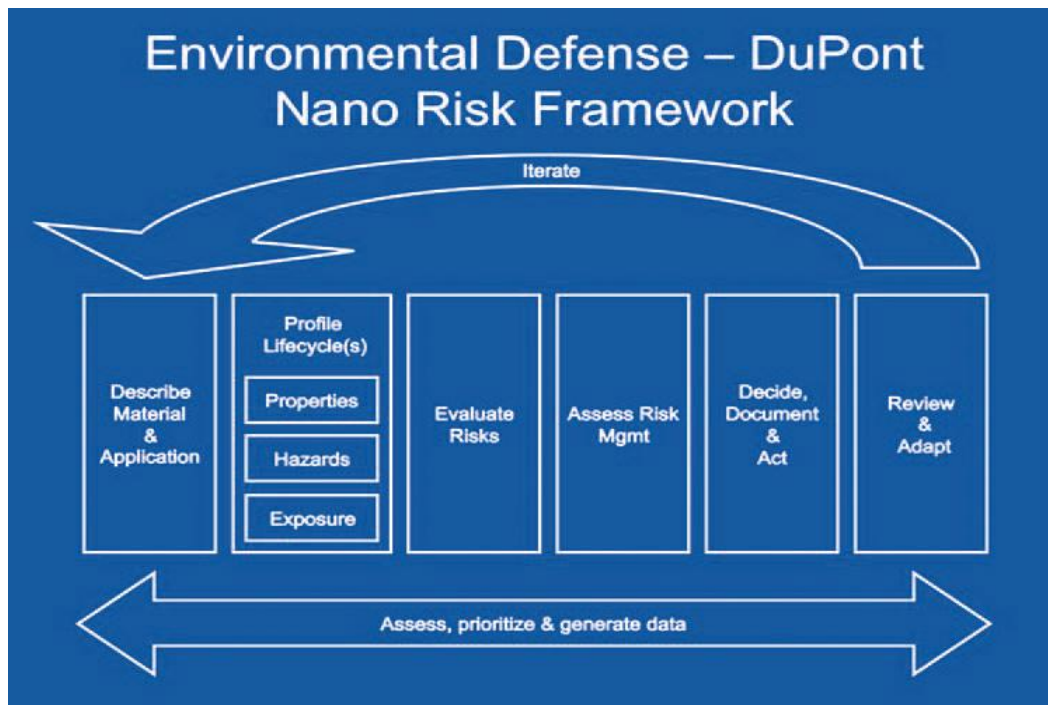 Environmental Defense – DuPont
Nano Risk Framework
Iterate
Describe
Material
&
Application
Profile
Lifecycle(s)
Properties
Hazards
Exposure
Evaluate
Risks
Assess Risk
Mgmt
Decide,
Document
&
Act
Review
&
Adapt
Assess, prioritize & generate data